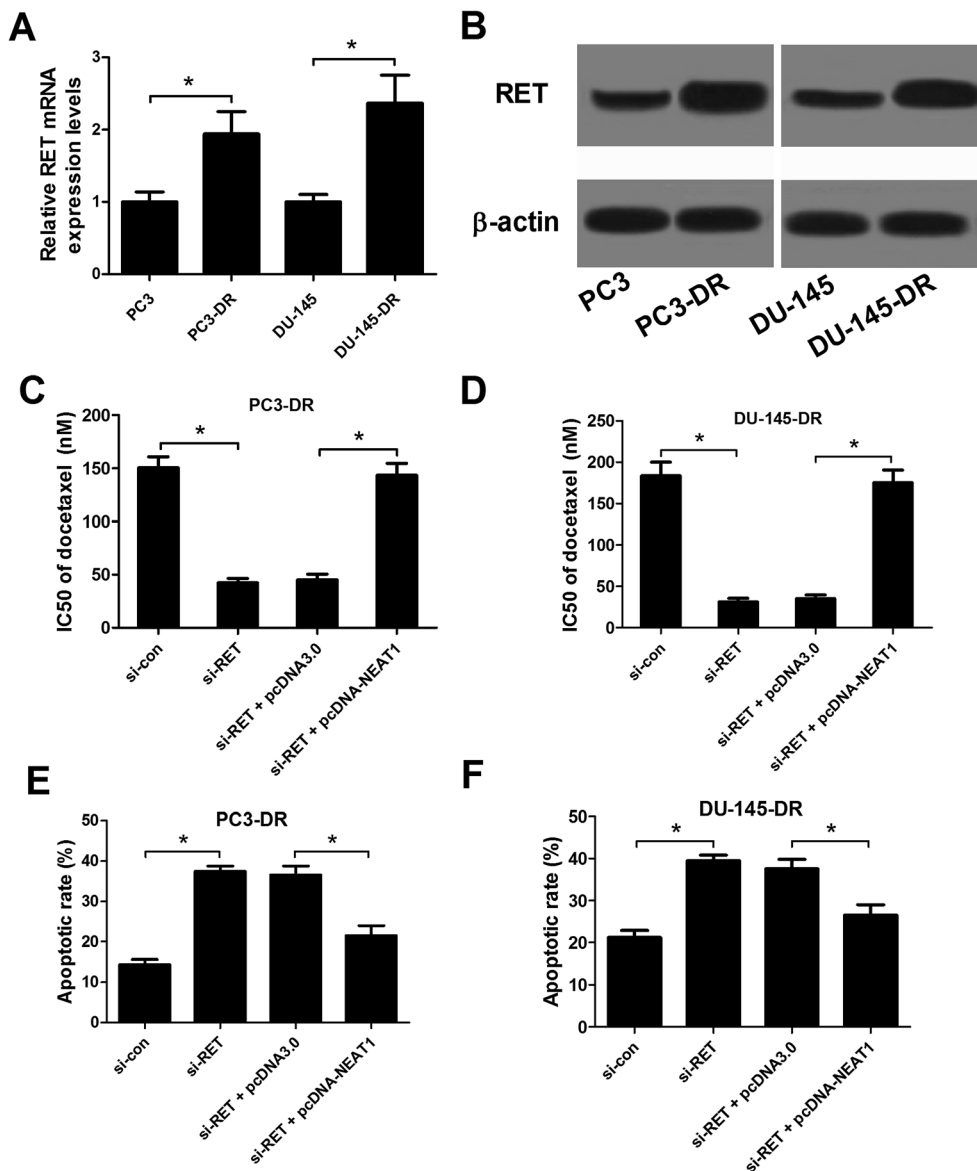 A
Relative RET mRNA
expression levels
3
2
1
0
*
*
PC3
PC3-DR
DU-145
DU-145-DR
B
RET
β-actin
PC3
PC3-DR
DU-145
DU-145-DR
C
PC3-DR
IC50 of docetaxel (nM)
200
150
100
50
0
*
*
si-con
si-RET
si-RET + pcDNA3.0
si-RET + pcDNA-NEAT1
D
DU-145-DR
IC50 of docetaxel (nM)
250
200
150
100
50
0
*
*
si-con
si-RET
si-RET + pcDNA3.0
si-RET + pcDNA-NEAT1
E
PC3-DR
Apoptotic rate (%)
50
40
30
20
10
0
*
*
si-con
si-RET
si-RET + pcDNA3.0
si-RET + pcDNA-NEAT1
F
DU-145-DR
Apoptotic rate (%)
50
40
30
20
10
0
*
*
si-con
si-RET
si-RET + pcDNA3.0
si-RET + pcDNA-NEAT1